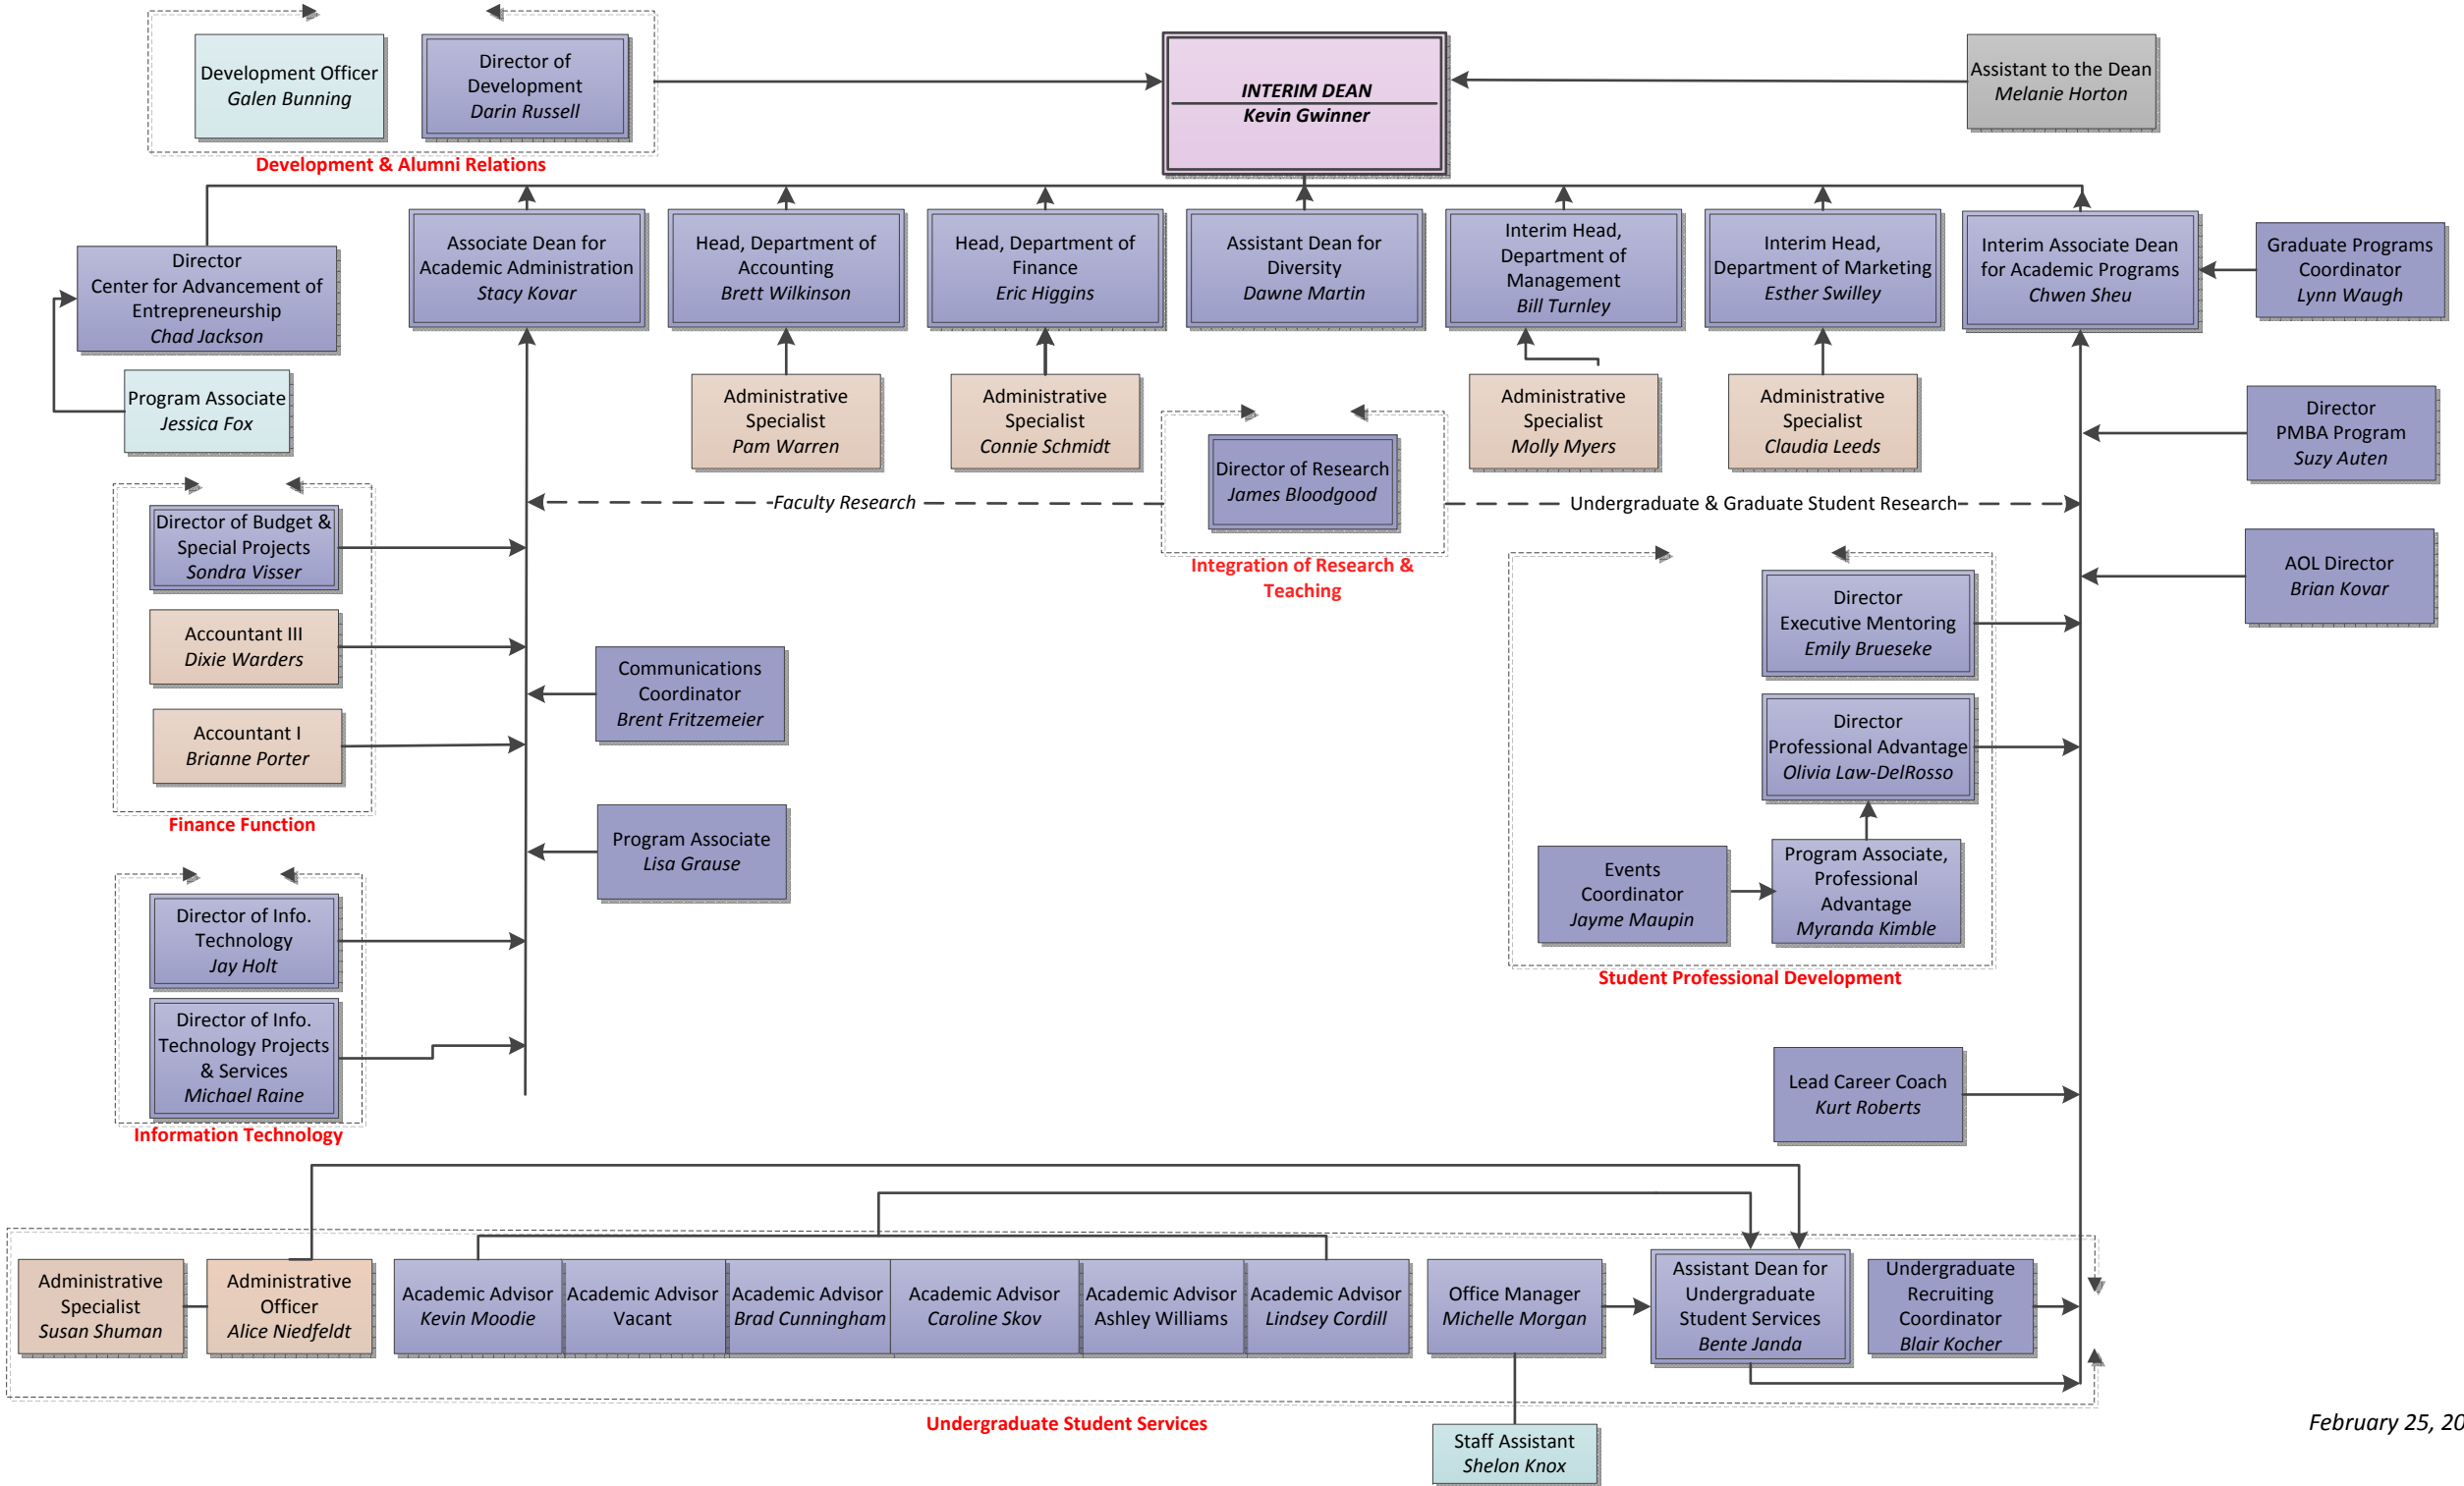 Development Officer
Galen Bunning
Director of
Development
Darin Russell
Development & Alumni Relations
INTERIM DEAN
Kevin Gwinner
Assistant to the Dean
Melanie Horton
Director
Center for Advancement of
Entrepreneurship
Chad Jackson
Associate Dean for
Academic Administration
Stacy Kovar
Head, Department of
Accounting
Brett Wilkinson
Head, Department of
Finance
Eric Higgins
Assistant Dean for
Diversity
Dawne Martin
Interim Head,
Department of
Management
Bill Turnley
Interim Head,
Department of Marketing
Esther Swilley
Interim Associate Dean
for Academic Programs
Chwen Sheu
Graduate Programs
Coordinator
Lynn Waugh
Program Associate
Jessica Fox
Administrative
Specialist
Pam Warren
Administrative
Specialist
Connie Schmidt
Administrative
Specialist
Molly Myers
Administrative
Specialist
Claudia Leeds
Director
PMBA Program
Suzy Auten
Director of Research
James Bloodgood
Faculty Research
Undergraduate & Graduate Student Research
Integration of Research &
Teaching
Director of Budget &
Special Projects
Sondra Visser
Accountant III
Dixie Warders
Accountant I
Brianne Porter
Finance Function
AOL Director
Brian Kovar
Director
Executive Mentoring
Emily Brueseke
Communications
Coordinator
Brent Fritzemeier
Director
Professional Advantage
Olivia Law-DelRosso
Program Associate
Lisa Grause
Events
Coordinator
Jayme Maupin
Program Associate,
Professional
Advantage
Myranda Kimble
Student Professional Development
Director of Info.
Technology
Jay Holt
Director of Info.
Technology Projects
& Services
Michael Raine
Information Technology
Lead Career Coach
Kurt Roberts
Administrative
Specialist
Susan Shuman
Administrative
Officer
Alice Niedfeldt
Academic Advisor
Kevin Moodie
Academic Advisor
Vacant
Academic Advisor
Brad Cunningham
Academic Advisor
Caroline Skov
Academic Advisor
Ashley Williams
Academic Advisor
Lindsey Cordill
Office Manager
Michelle Morgan
Assistant Dean for
Undergraduate
Student Services
Bente Janda
Undergraduate
Recruiting
Coordinator
Blair Kocher
Undergraduate Student Services
Staff Assistant
Shelon Knox
February 25, 20